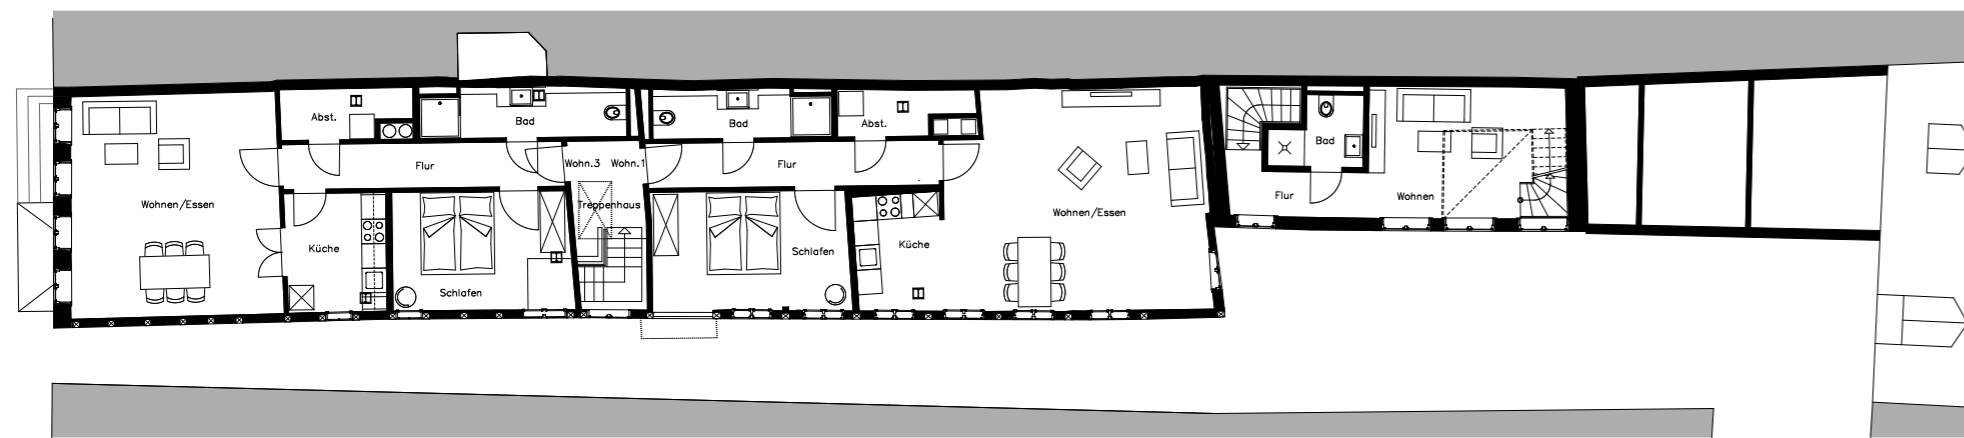 Abst.
Bad
Bad
Abst.
Bad
Flur
Wohn.3
Wohn.1
Flur
Flur
Wohnen
Wohnen/Essen
Treppenhaus
Wohnen/Essen
Küche
Schlafen
Küche
Schlafen